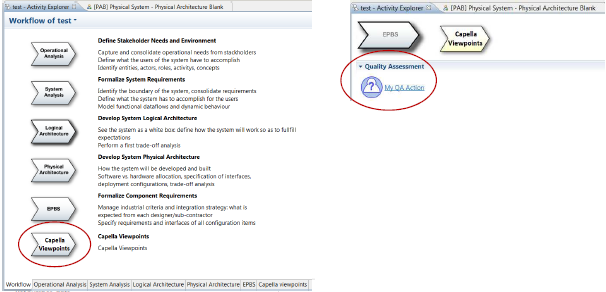 test - Activity Explorer
[PAB] Physical System - Physical Architecture Blank
Workflow of test
Operational
Analysis
Define Stakeholder Needs and Environment
Capture and consolidate operational needs from stakeholders
Define what the users of the system have to accomplish
Identify entities, actors, roles, activitys, concepts
System
Analysis
Formalize System Requirements
Identify the boundary of the system, consolidate requirements
Define what the system has to accomplish for the users
Model functional dataflows and dynamic behaviour
Logical
Architecture
Develop System Logical Architecture
See the system as a white box: define how the system will work so as to fullfill
expectations
Perform a first trade-off analysis
Physical
Architecture
Develop System Physical Architecture
How the system will be developed and built
Software vs. hardware allocation, specification of interfaces,
deployment configurations, trade-off analysis
EPBS
Formalize Component Requirements
Manage industrial criteria and integration strategy: what is
expected from each designer/sub-contractor
Specify requirements and interfaces of all configuration items
Capella
Viewpoints
Capella Viewpoints
Capella Viewpoints
Workflow Operational Analysis System Analysis Logical Architecture Physical Architecture EPBS Capella viewpoints
test - Activity Explorer
[PAB] Physical System - Physical Architecture Blank
EPBS
Capella
Viewpoints
Quality Assessment
My QA Action